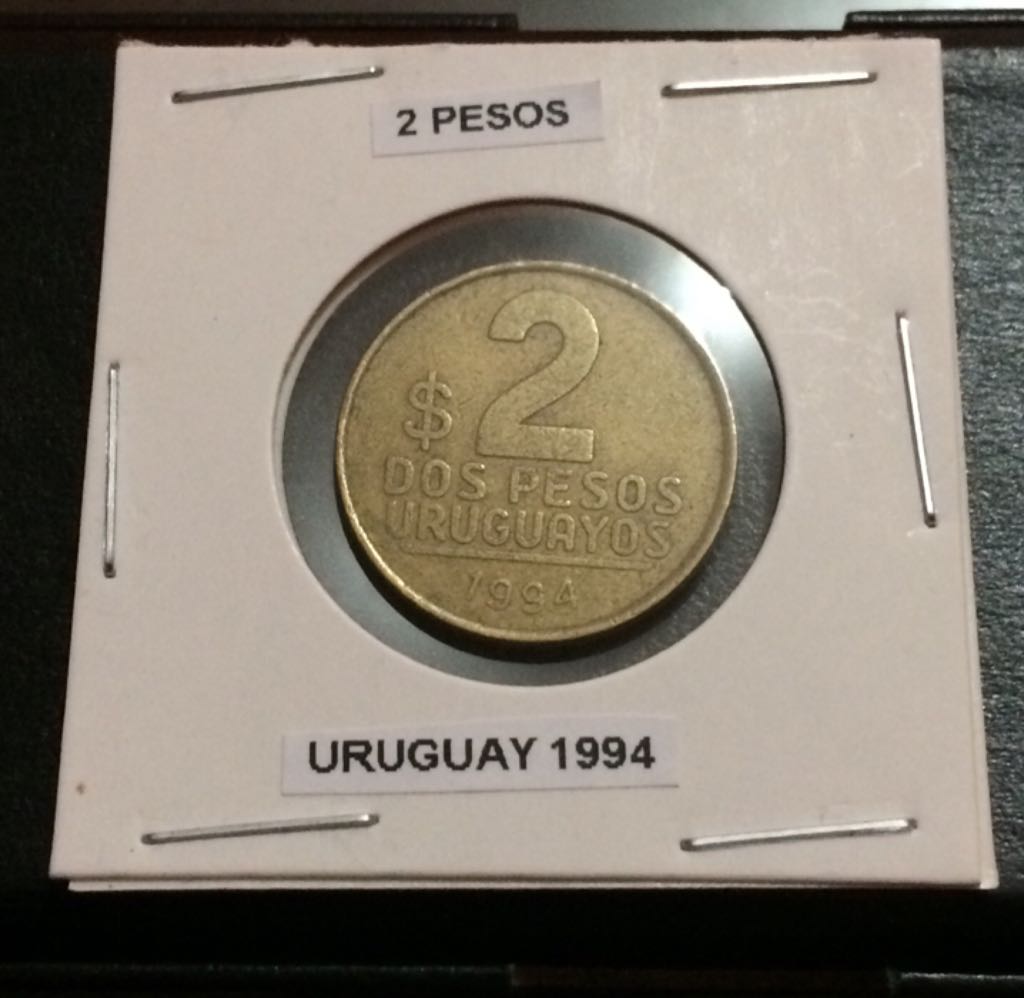 2 PESOS
$ 2
DOS PESOS
URUGUAYOS
1994
URUGUAY 1994